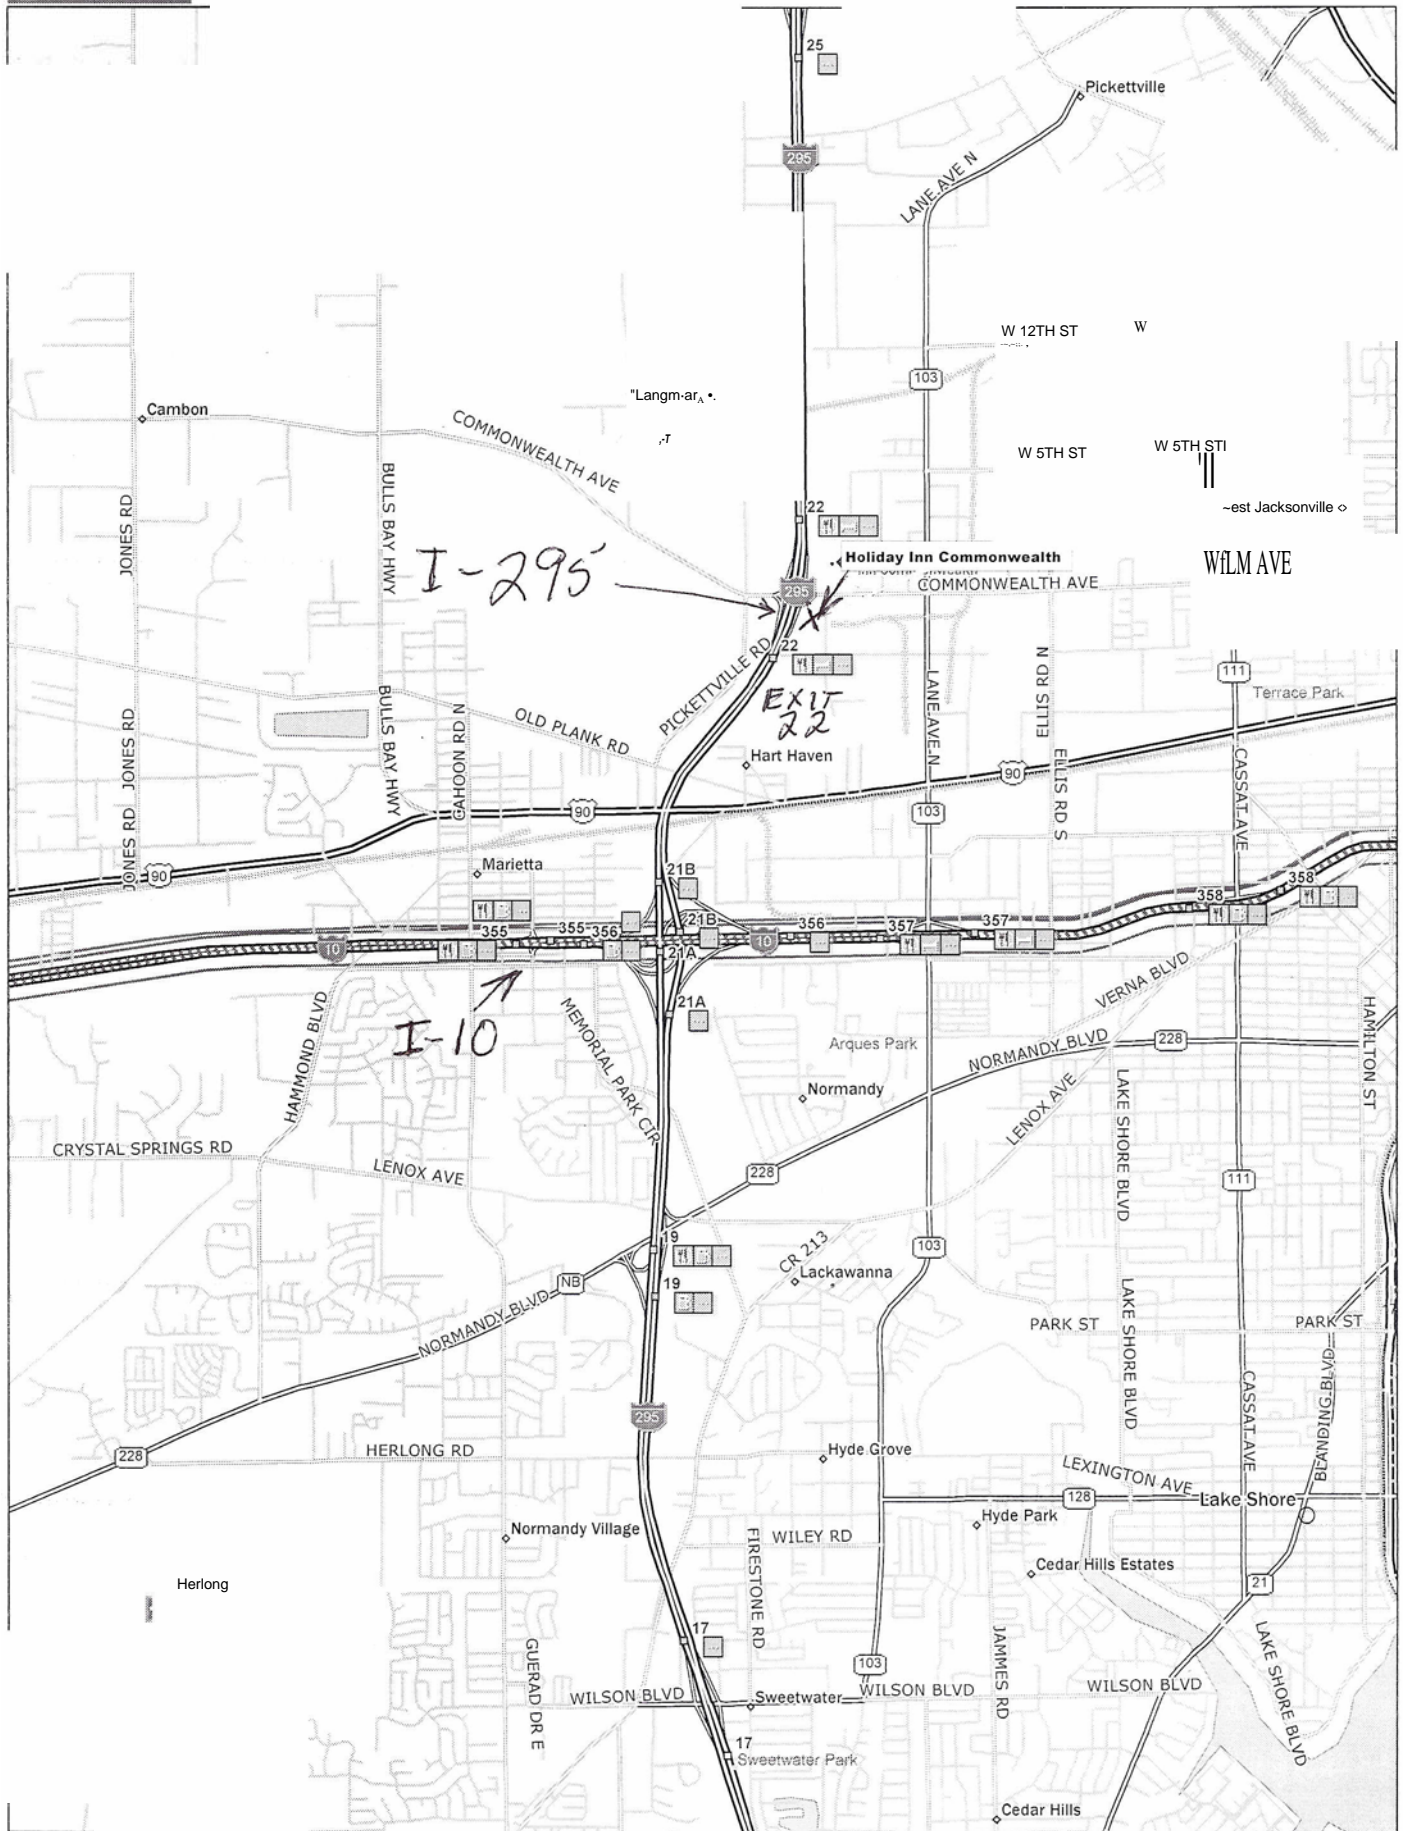 25
Pickettville
295
LANE AVE N
W 12TH ST
W
103
"Langm·ar
Cambon
COMMONWEALTH AVE
W 5TH ST
W 5TH STI
BULLS BAY HWY
JONES RD
~est Jacksonville
22
I-295
Holiday Inn Commonwealth
WfLM AVE
295
COMMONWEALTH AVE
X
22
PICKETTVILLE RD
ELLIS RD N
LANE AVE N
111
Terrace Park
EXIT
22
BULLS BAY HWY
CAHOON RD N
JONES RD
OLD PLANK RD
Hart Haven
90
ELLIS RD S
CASSAT AVE
90
103
JONES RD
90
Marietta
21B
358
358
355
355
356
21B
356
357
357
10
10
21A
21A
I-10
VERNA BLVD
HAMMOND BLVD
MEMORIAL PARK CIR
Arques Park
NORMANDY BLVD
228
HAMILTON ST
Normandy
LENOX AVE
LAKE SHORE BLVD
CRYSTAL SPRINGS RD
LENOX AVE
228
111
19
CR 213
103
Lackawanna
NB
19
LAKE SHORE BLVD
NORMANDY BLVD
PARK ST
PARK ST
295
CASSAT AVE
BLANDING BLVD
228
HERLONG RD
Hyde Grove
LEXINGTON AVE
128
Lake Shore
Hyde Park
Normandy Village
FIRESTONE RD
WILEY RD
Cedar Hills Estates
Herlong
21
17
GUERAD DR E
JAMMES RD
LAKE SHORE BLVD
103
WILSON BLVD
Sweetwater
WILSON BLVD
WILSON BLVD
17
Sweetwater Park
Cedar Hills